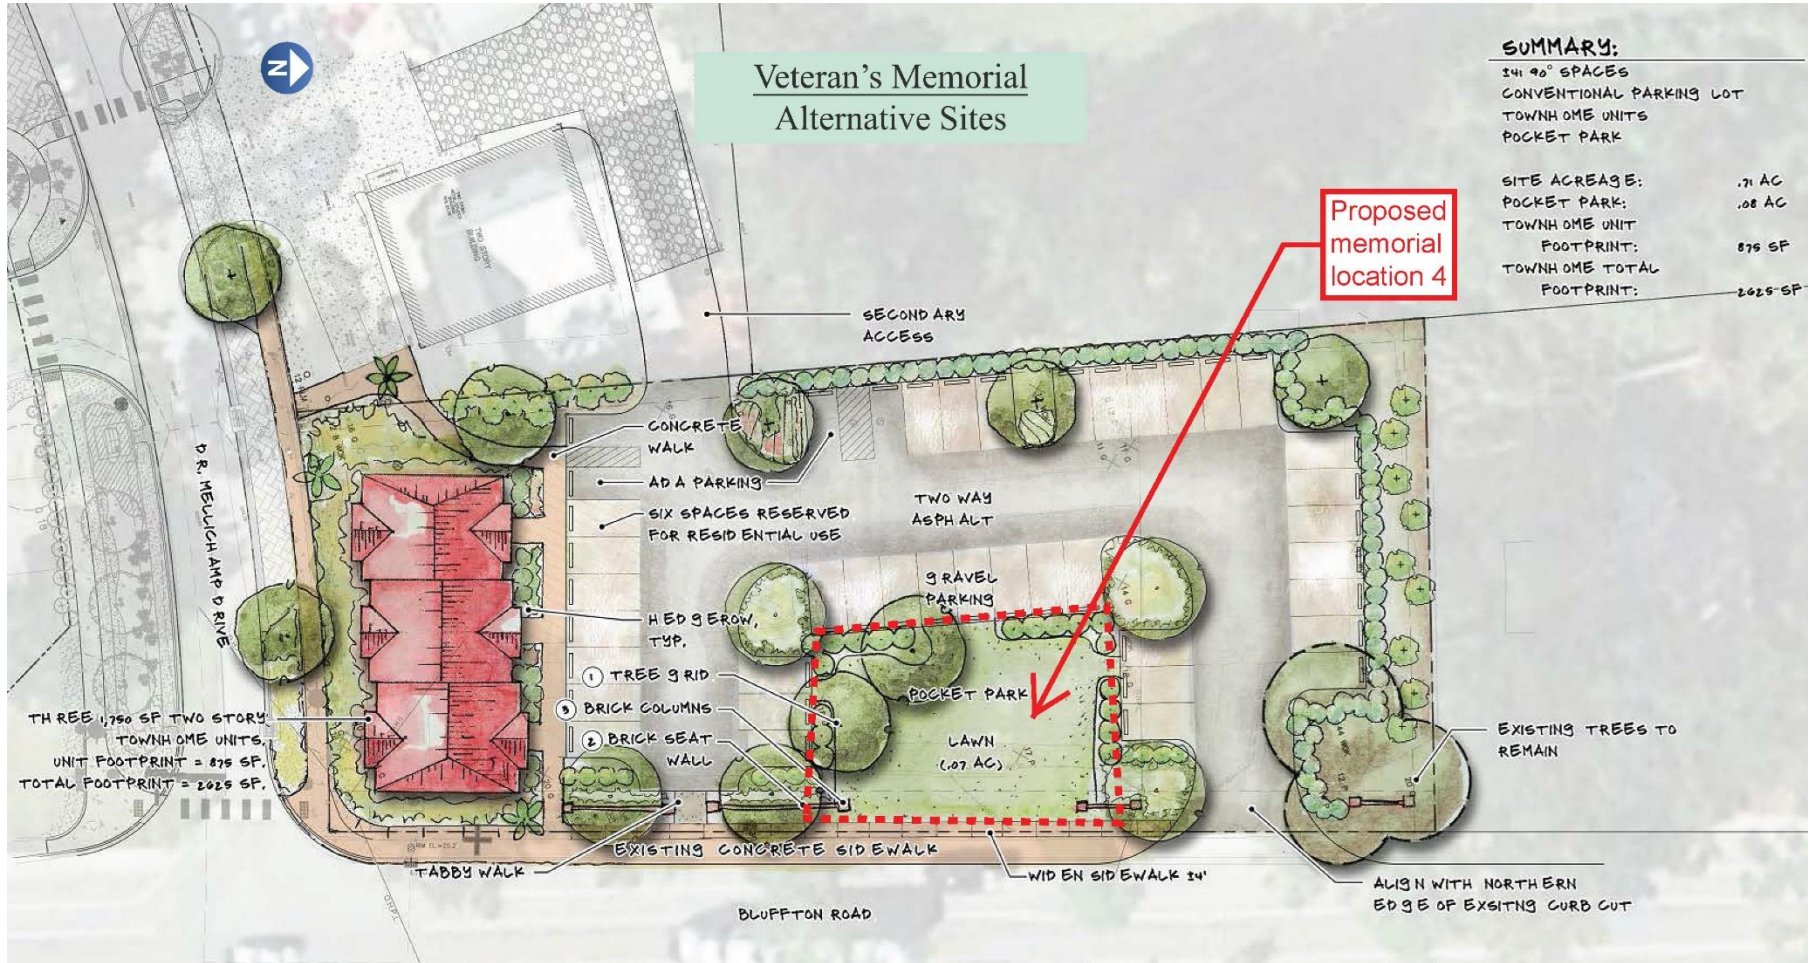 N
Veteran's Memorial
Alternative Sites
SUMMARY:
±41 90° SPACES
CONVENTIONAL PARKING LOT
TOWNHOME UNITS
POCKET PARK
SITE ACREAGE: .71 AC
POCKET PARK: .08 AC
TOWNHOME UNIT
FOOTPRINT: 875 SF
TOWNHOME TOTAL
FOOTPRINT: 2625 SF
Proposed
memorial
location 4
TWO STORY
BUILDING
SECONDARY
ACCESS
CONCRETE
WALK
ADA PARKING
SIX SPACES RESERVED
FOR RESIDENTIAL USE
TWO WAY
ASPHALT
GRAVEL
PARKING
HEDGEROW,
TYP.
1 TREE GRID
3 BRICK COLUMNS
2 BRICK SEAT
WALL
POCKET PARK
LAWN
(.07 AC)
DR. MELLICHAMP DRIVE
THREE 1,750 SF TWO STORY
TOWNHOME UNITS.
UNIT FOOTPRINT = 875 SF.
TOTAL FOOTPRINT = 2625 SF.
EXISTING TREES TO
REMAIN
EXISTING CONCRETE SIDEWALK
TABBY WALK
WIDEN SIDEWALK ±4'
ALIGN WITH NORTHERN
EDGE OF EXSITNG CURB CUT
BLUFFTON ROAD